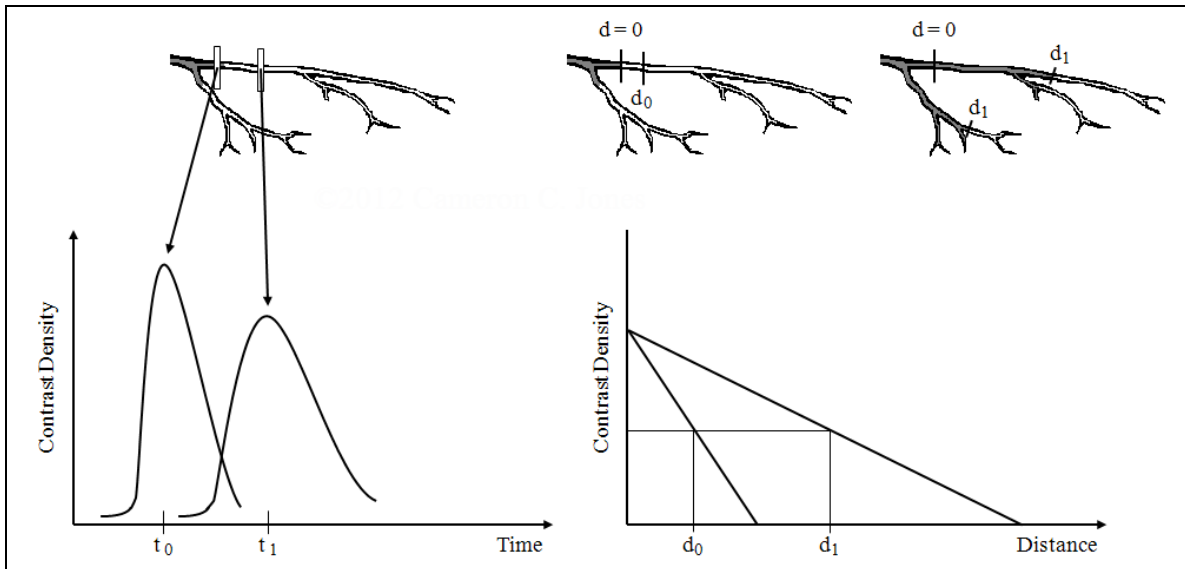 d = 0
d0
d = 0
d1
d1
©2012 Cameron C. Jones
Contrast Density
t0
t1
Time
Contrast Density
d0
d1
Distance